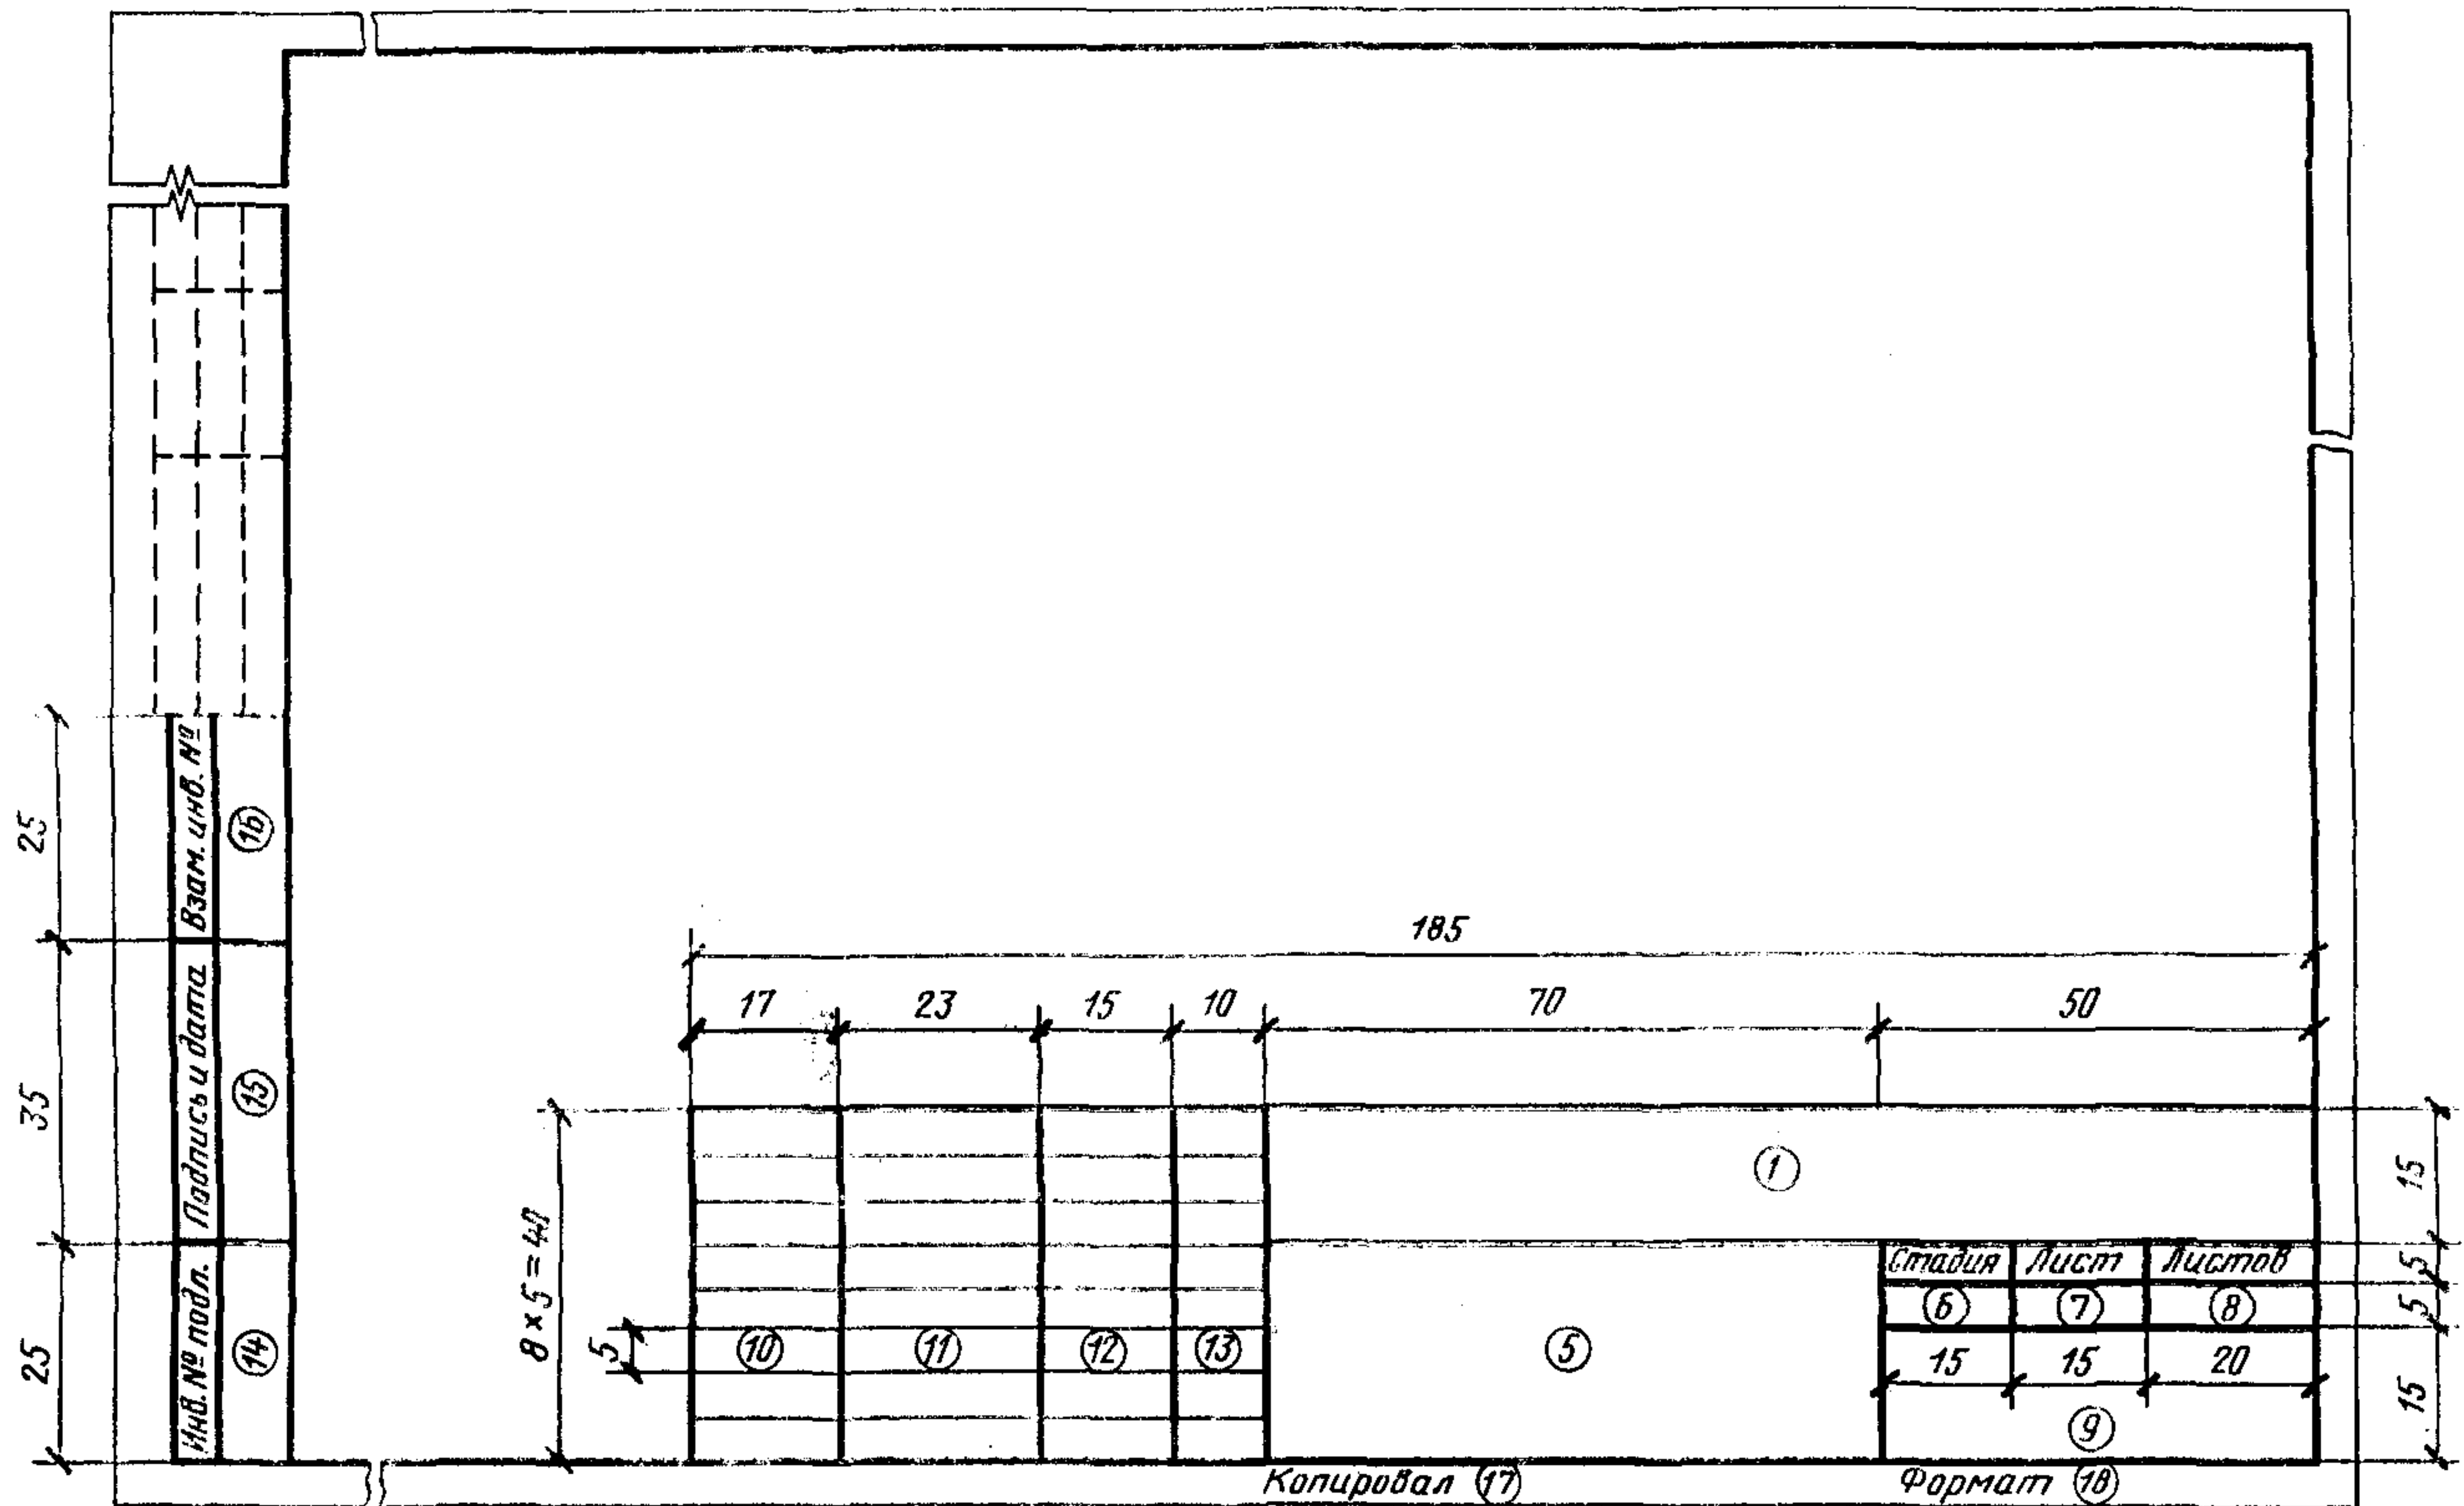 185
17 23 15 10 70 50
1
15
Стадия Лист Листов
5
6 7 8
5
8 × 5 = 40
5
10 11 12 13
5
15 15 20
15
9
Копировал 17
Формат 18
Взам. инв. № 16
25
Подпись и дата 15
35
Инв. № подл. 14
25